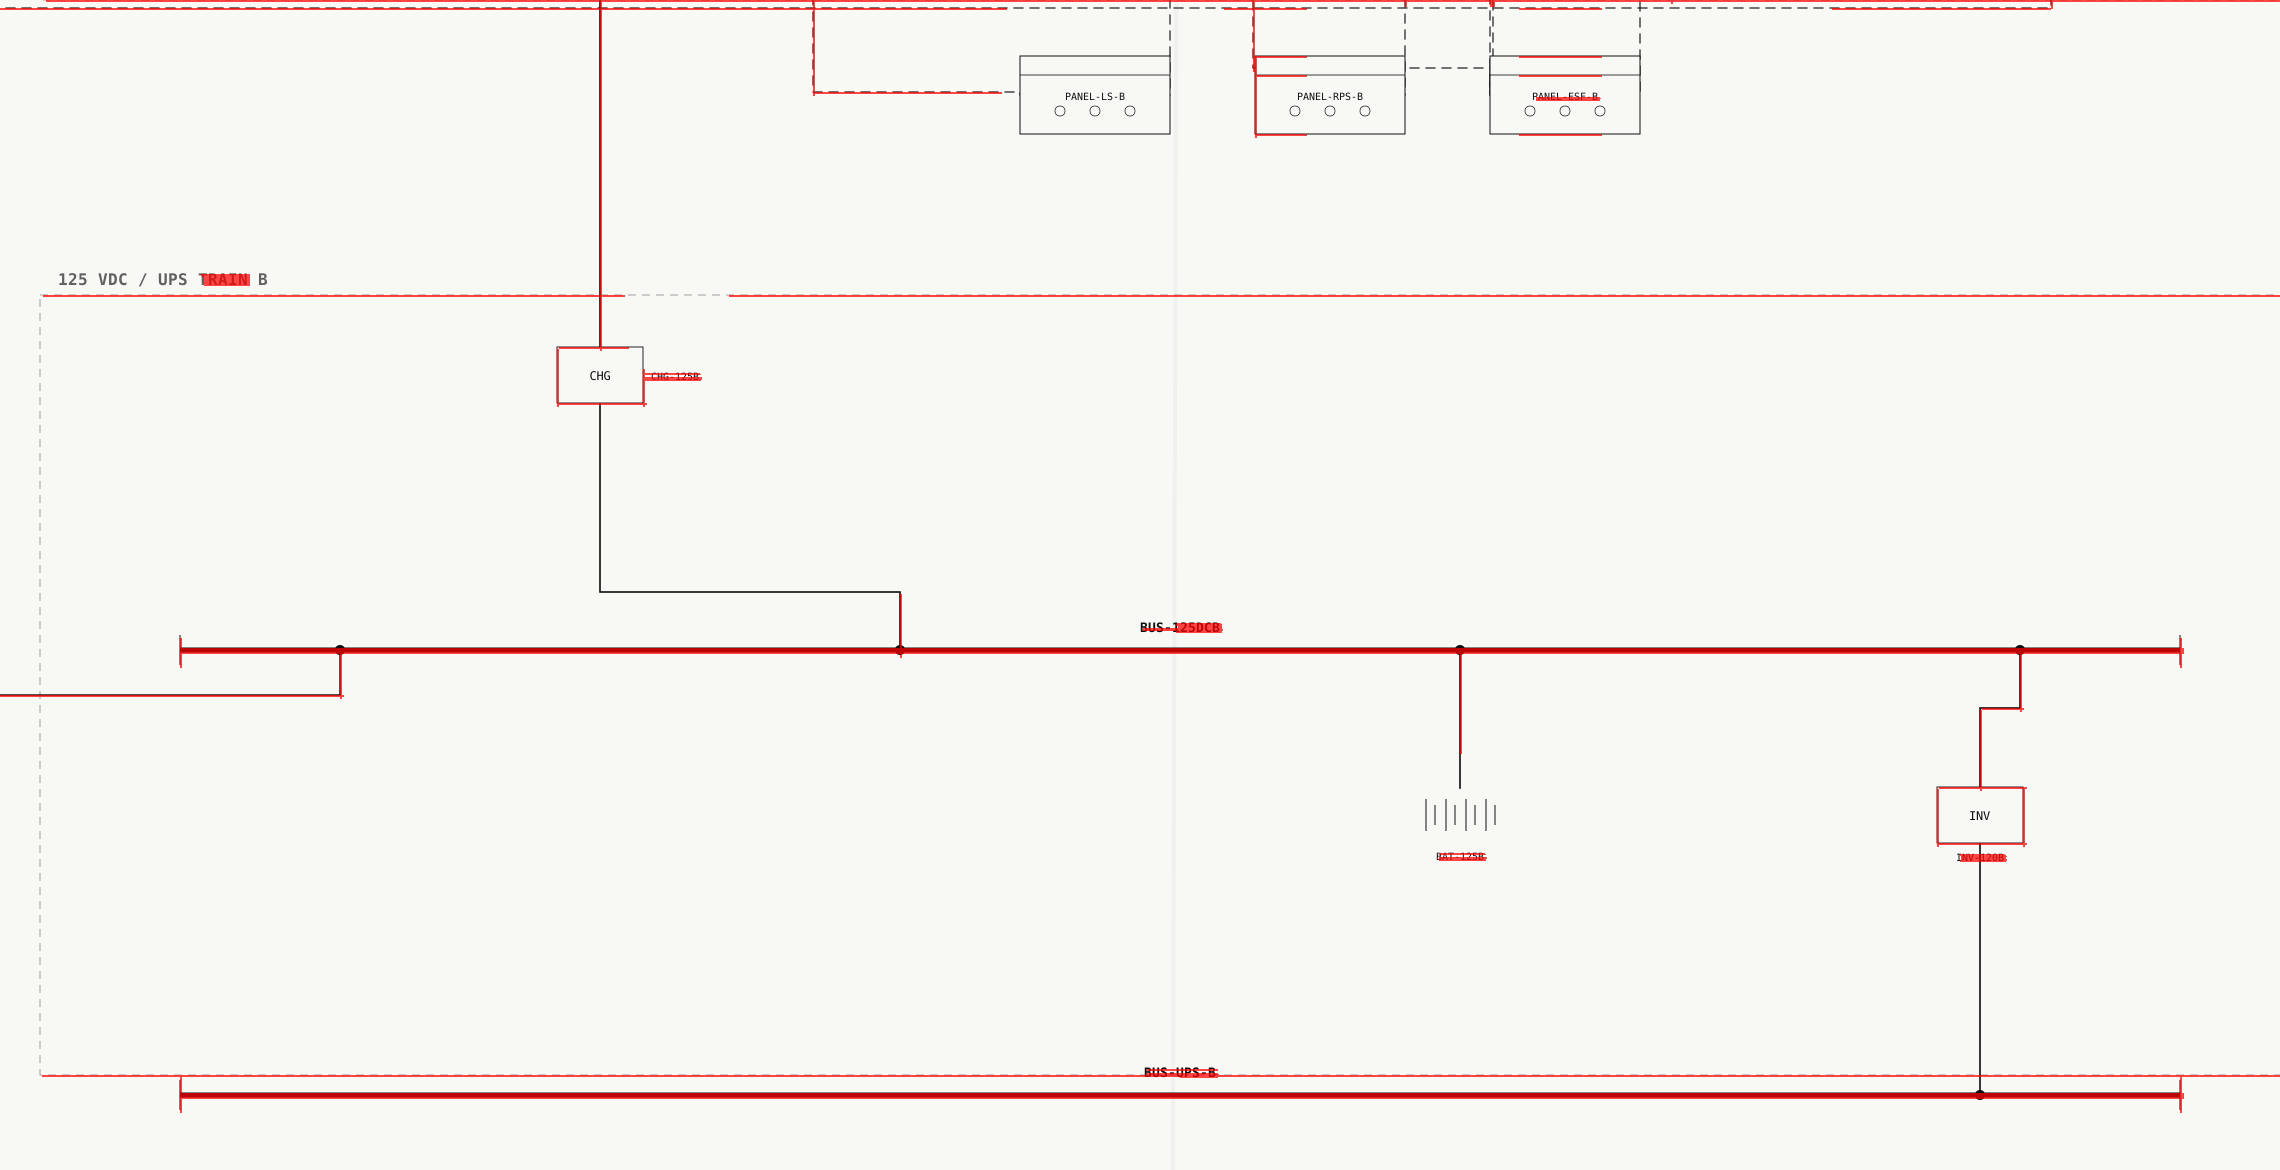 PANEL-LS-B
PANEL-RPS-B
PANEL-ESF-B
125 VDC / UPS TRAIN B
CHG
CHG-125B
BUS-125DCB
BAT-125B
INV
INV-120B
BUS-UPS-B